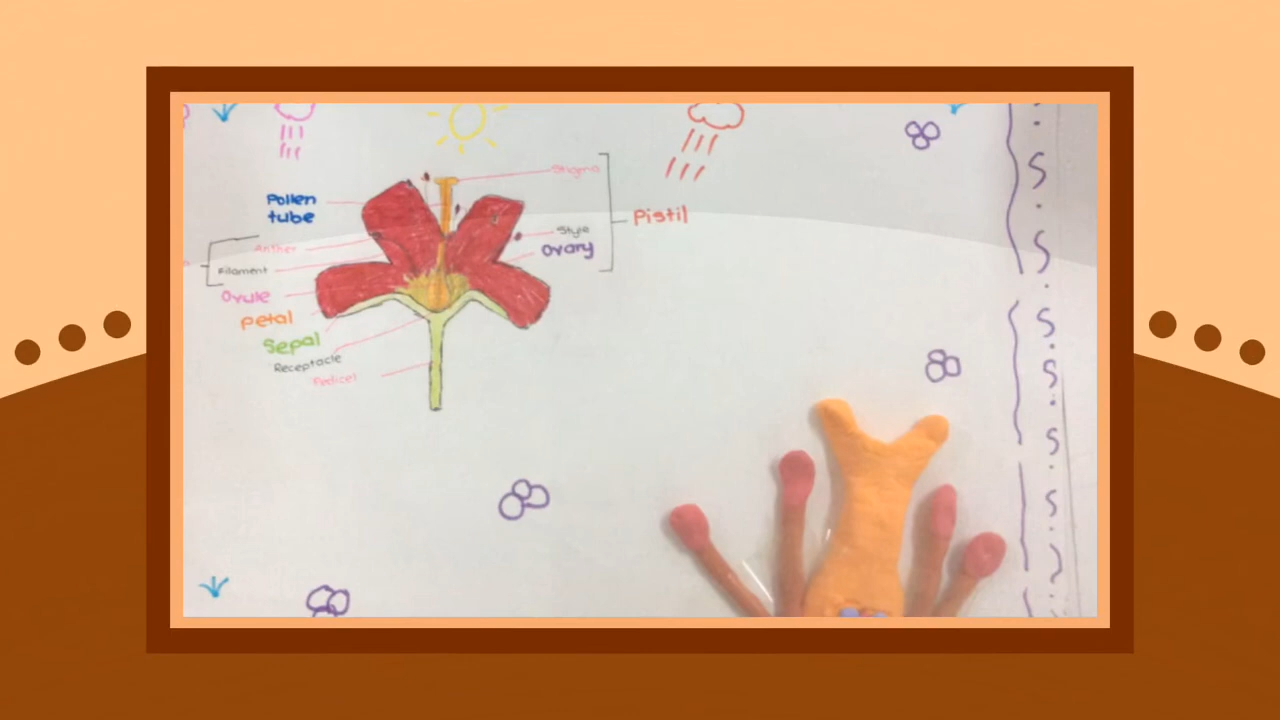 Stigma
Pollen
tube
Pistil
Style
Anther
Ovary
Filament
Ovule
Petal
Sepal
Receptacle
Pedicel